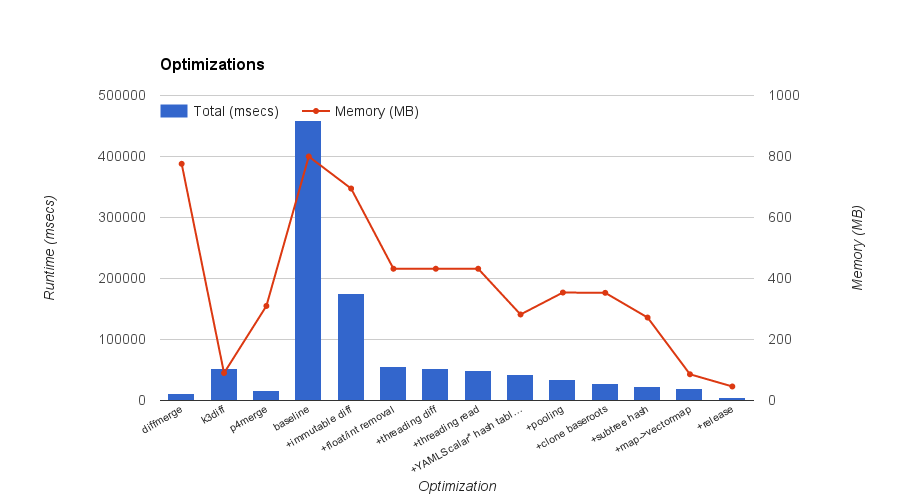 Optimizations
Total (msecs)
Memory (MB)
500000
400000
300000
200000
100000
0
1000
800
600
400
200
0
Runtime (msecs)
Memory (MB)
diffmerge
k3diff
p4merge
baseline
+immutable diff
+float/int removal
+threading diff
+threading read
+YAMLScalar* hash tabl...
+pooling
+clone baseroots
+subtree hash
+map->vectormap
+release
Optimization